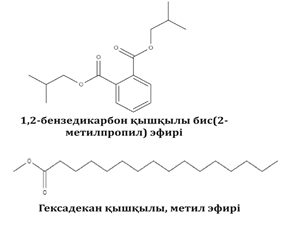 O
O
O
O
1,2-бензедикарбон қышқылы бис(2-
метилпропил) эфирі
O
O
Гексадекан қышқылы, метил эфирі